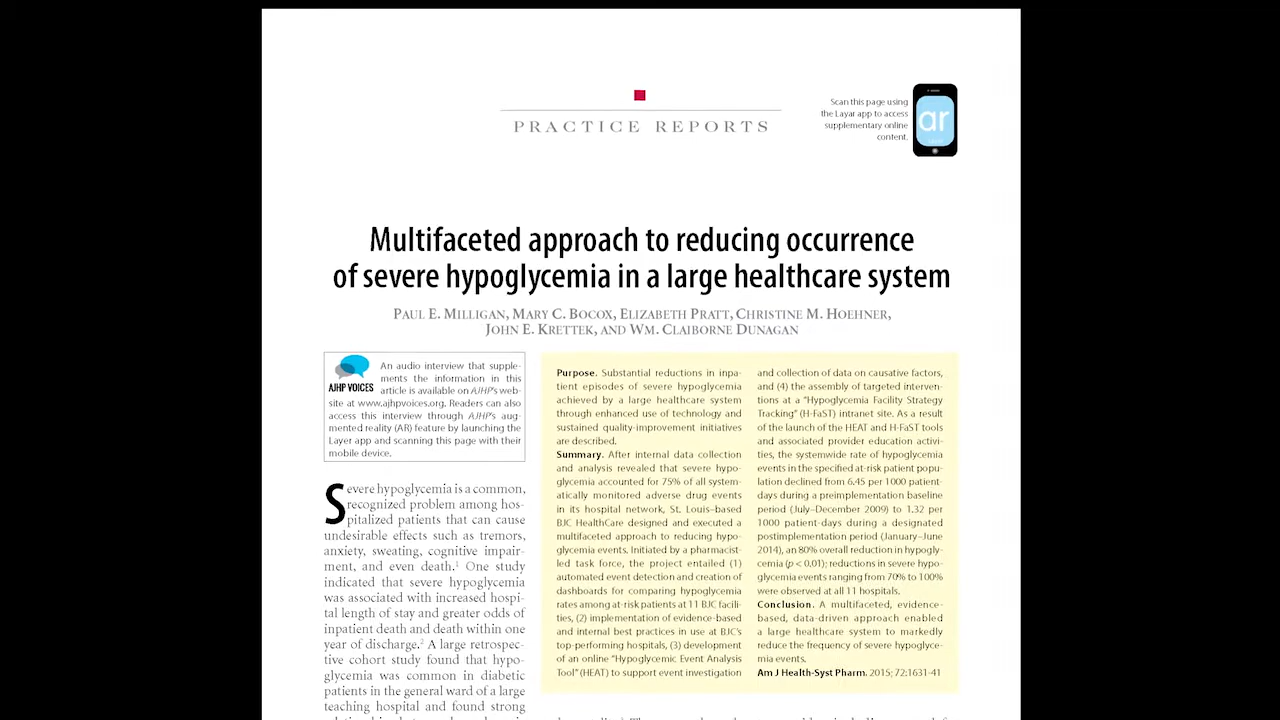 Scan this page using
the Layar app to access
supplementary online
content.
ar
PRACTICE REPORTS
Multifaceted approach to reducing occurrence
of severe hypoglycemia in a large healthcare system
PAUL E. MILLIGAN, MARY C. BOCOX, ELIZABETH PRATT, CHRISTINE M. HOEHNER,
JOHN E. KRETTEK, AND WM. CLAIBORNE DUNAGAN
AJHP VOICES
An audio interview that supple-
ments the information in this
article is available on AJHP's web-
site at www.ajhpvoices.org. Readers can also
access this interview through AJHP's aug-
mented reality (AR) feature by launching the
Layar app and scanning this page with their
mobile device.
Severe hypoglycemia is a common,
recognized problem among hos-
pitalized patients that can cause
undesirable effects such as tremors,
anxiety, sweating, cognitive impair-
ment, and even death.1 One study
indicated that severe hypoglycemia
was associated with increased hospi-
tal length of stay and greater odds of
inpatient death and death within one
year of discharge.2 A large retrospec-
tive cohort study found that hypo-
glycemia was common in diabetic
patients in the general ward of a large
teaching hospital and found strong
Purpose. Substantial reductions in inpa-
tient episodes of severe hypoglycemia
achieved by a large healthcare system
through enhanced use of technology and
sustained quality-improvement initiatives
are described.
Summary. After internal data collection
and analysis revealed that severe hypo-
glycemia accounted for 75% of all system-
atically monitored adverse drug events
in its hospital network, St. Louis–based
BJC HealthCare designed and executed a
multifaceted approach to reducing hypo-
glycemia events. Initiated by a pharmacist-
led task force, the project entailed (1)
automated event detection and creation of
dashboards for comparing hypoglycemia
rates among at-risk patients at 11 BJC facili-
ties, (2) implementation of evidence-based
and internal best practices in use at BJC's
top-performing hospitals, (3) development
of an online "Hypoglycemic Event Analysis
Tool" (HEAT) to support event investigation
and collection of data on causative factors,
and (4) the assembly of targeted interven-
tions at a "Hypoglycemia Facility Strategy
Tracking" (H-FaST) intranet site. As a result
of the launch of the HEAT and H-FaST tools
and associated provider education activi-
ties, the systemwide rate of hypoglycemia
events in the specified at-risk patient popu-
lation declined from 6.45 per 1000 patient-
days during a preimplementation baseline
period (July–December 2009) to 1.32 per
1000 patient-days during a designated
postimplementation period (January–June
2014), an 80% overall reduction in hypogly-
cemia (p < 0.01); reductions in severe hypo-
glycemia events ranging from 70% to 100%
were observed at all 11 hospitals.
Conclusion. A multifaceted, evidence-
based, data-driven approach enabled
a large healthcare system to markedly
reduce the frequency of severe hypoglyce-
mia events.
Am J Health-Syst Pharm. 2015; 72:1631-41